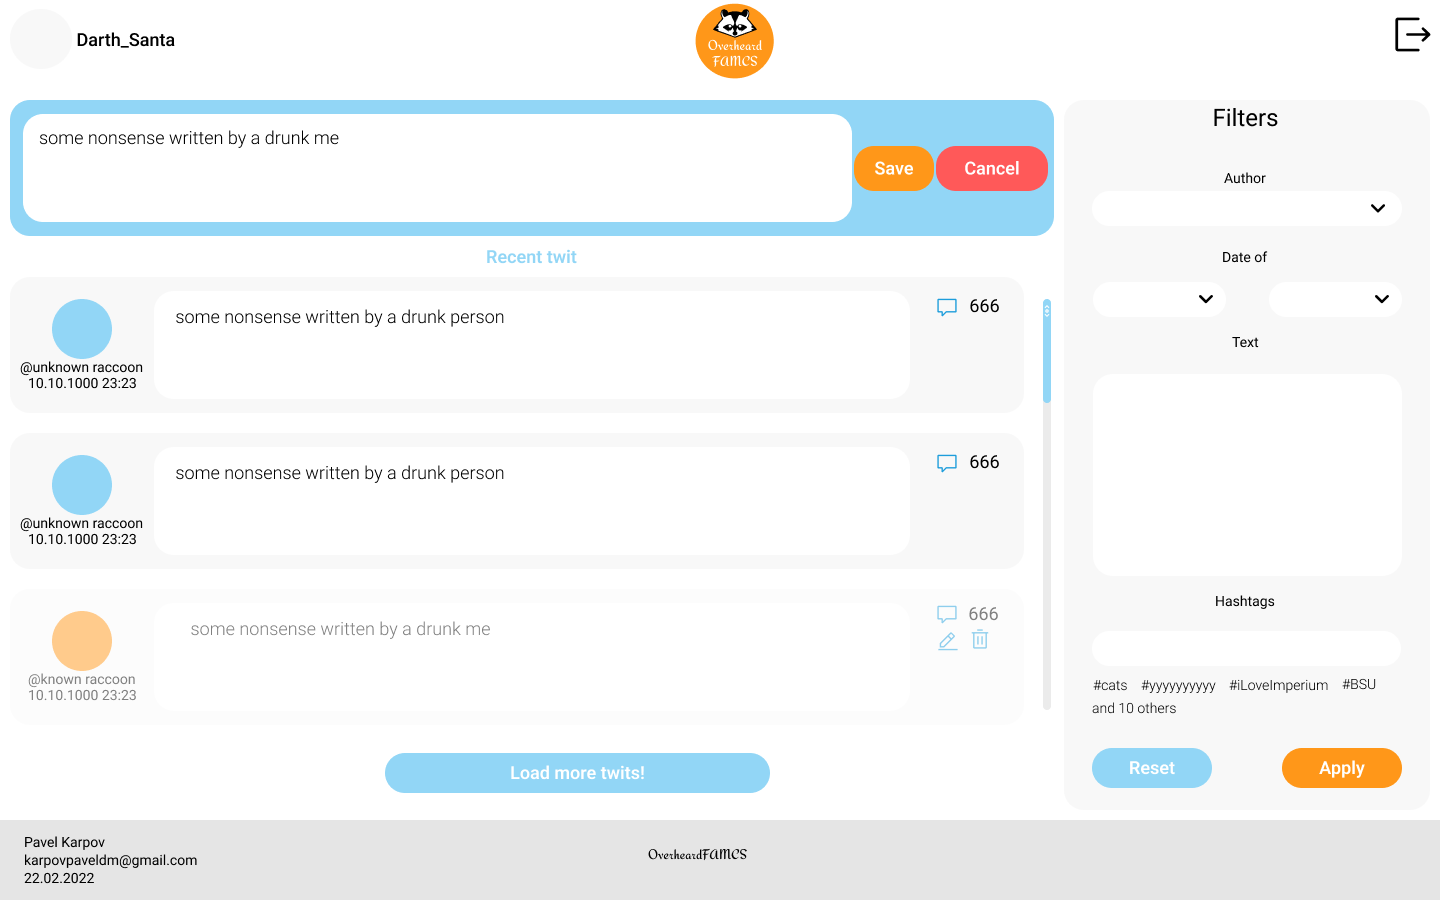 Darth_Santa
Overheard
FAMCS
some nonsense written by a drunk me
Save
Cancel
Recent twit
some nonsense written by a drunk person
666
@unknown raccoon
10.10.1000 23:23
some nonsense written by a drunk person
666
@unknown raccoon
10.10.1000 23:23
some nonsense written by a drunk me
666
@known raccoon
10.10.1000 23:23
Load more twits!
Filters
Author
Date of
Text
Hashtags
#cats #yyyyyyyyyy #iLoveImperium #BSU
and 10 others
Reset
Apply
Pavel Karpov
karpovpaveldm@gmail.com
22.02.2022
OverheardFAMCS